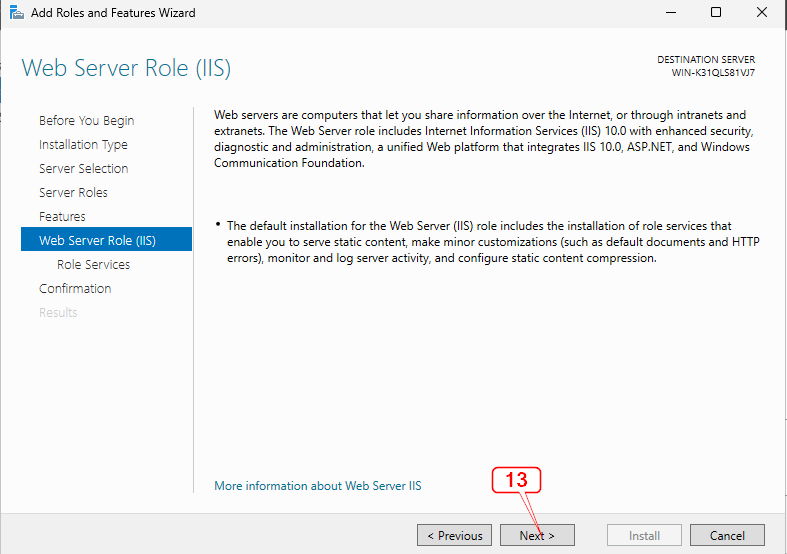 Add Roles and Features Wizard
Web Server Role (IIS)
DESTINATION SERVER
WIN-K31QLS81VJ7
Before You Begin
Installation Type
Server Selection
Server Roles
Features
Web Server Role (IIS)
Role Services
Confirmation
Results
Web servers are computers that let you share information over the Internet, or through intranets and
extranets. The Web Server role includes Internet Information Services (IIS) 10.0 with enhanced security,
diagnostic and administration, a unified Web platform that integrates IIS 10.0, ASP.NET, and Windows
Communication Foundation.
• The default installation for the Web Server (IIS) role includes the installation of role services that
enable you to serve static content, make minor customizations (such as default documents and HTTP
errors), monitor and log server activity, and configure static content compression.
More information about Web Server IIS
13
< Previous
Next >
Install
Cancel